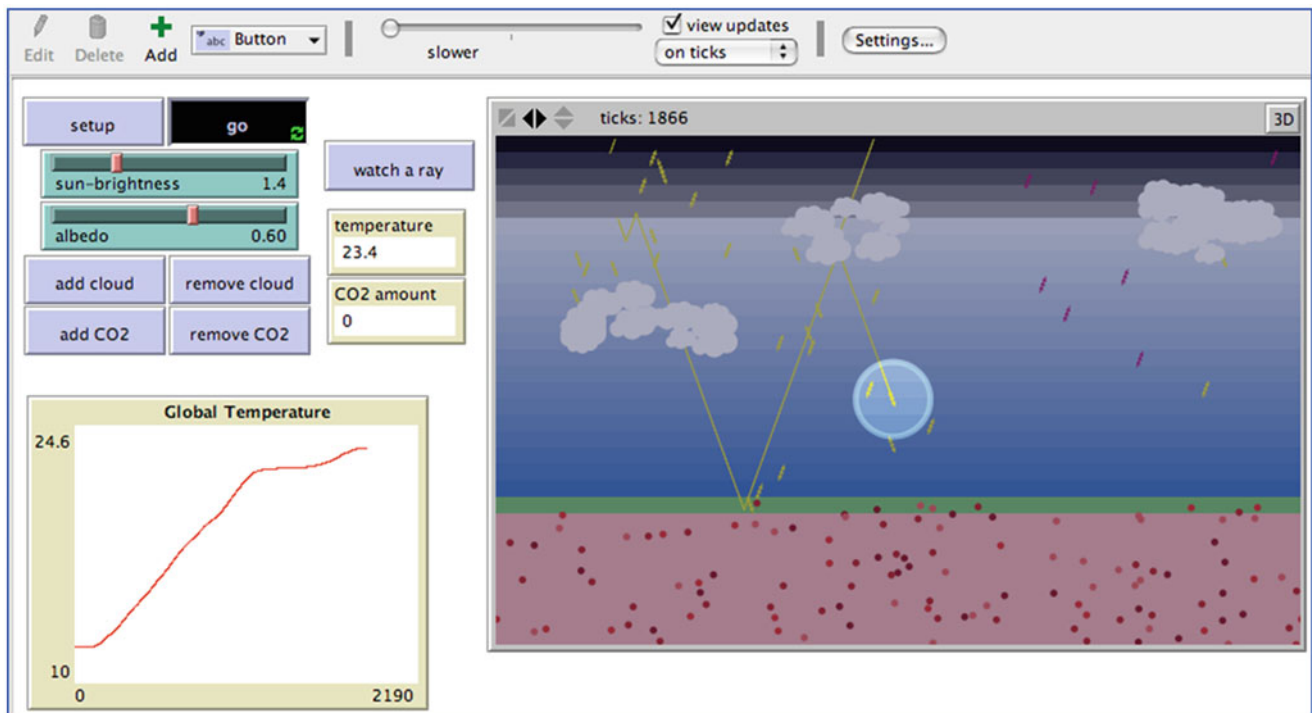 Edit Delete Add abc Button slower view updates on ticks Settings...
setup go
sun-brightness 1.4
albedo 0.60
add cloud remove cloud
add CO2 remove CO2
watch a ray
temperature
23.4
CO2 amount
0
Global Temperature
24.6
10
0 2190
ticks: 1866 3D